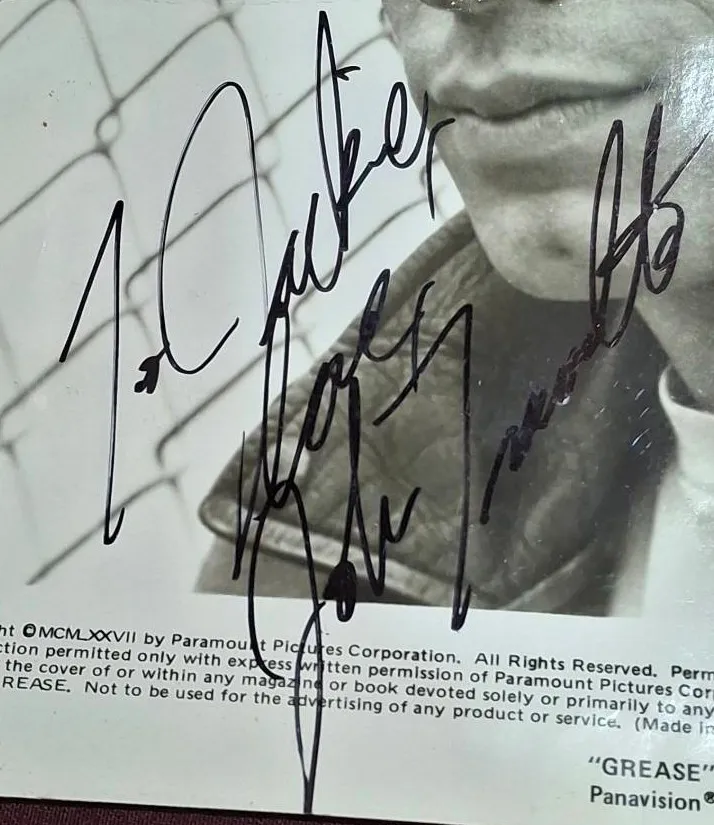 To Jackie
Love
John Travolta
ht ©MCMLXXVII by Paramount Pictures Corporation. All Rights Reserved. Perm
ction permitted only with express written permission of Paramount Pictures Cor
the cover of or within any magazine or book devoted solely or primarily to any
REASE. Not to be used for the advertising of any product or service. (Made in
"GREASE"
Panavision®